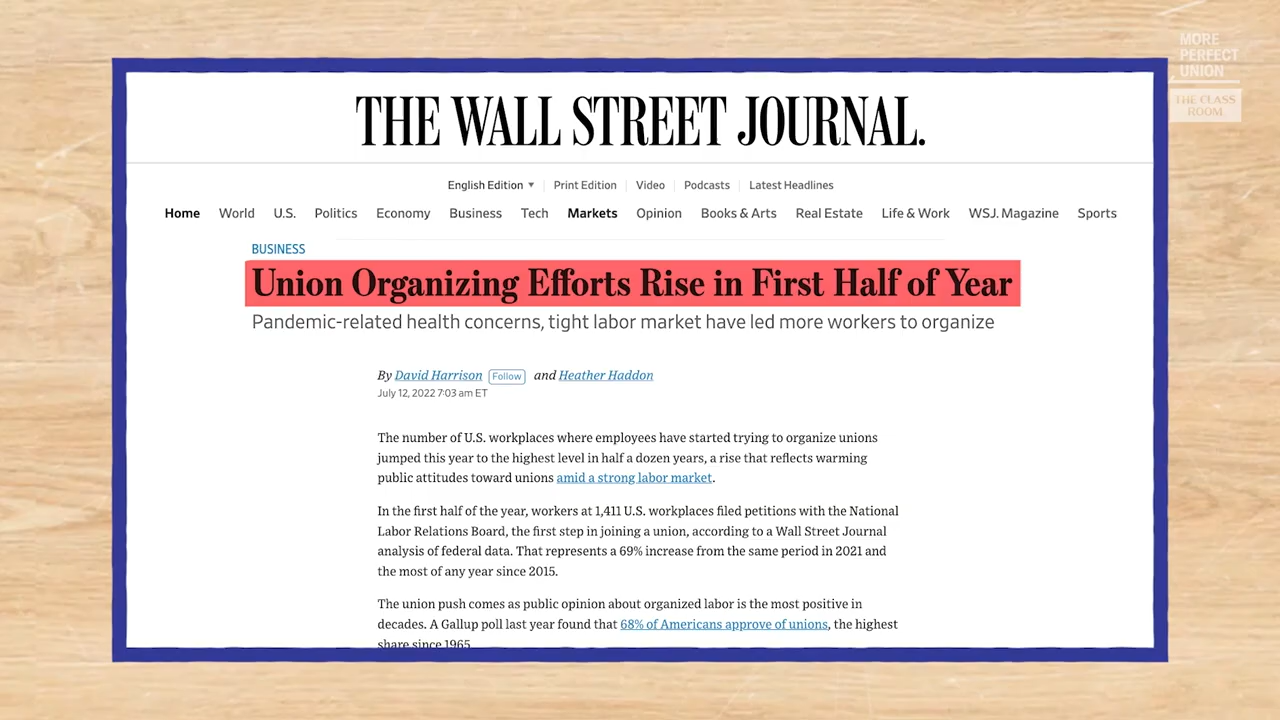 MORE
PERFECT
UNION
THE CLASS
ROOM
THE WALL STREET JOURNAL.
English Edition ▼ | Print Edition | Video | Podcasts | Latest Headlines
Home World U.S. Politics Economy Business Tech Markets Opinion Books & Arts Real Estate Life & Work WSJ. Magazine Sports
BUSINESS
Union Organizing Efforts Rise in First Half of Year
Pandemic-related health concerns, tight labor market have led more workers to organize
By David Harrison Follow and Heather Haddon
July 12, 2022 7:03 am ET
The number of U.S. workplaces where employees have started trying to organize unions
jumped this year to the highest level in half a dozen years, a rise that reflects warming
public attitudes toward unions amid a strong labor market.
In the first half of the year, workers at 1,411 U.S. workplaces filed petitions with the National
Labor Relations Board, the first step in joining a union, according to a Wall Street Journal
analysis of federal data. That represents a 69% increase from the same period in 2021 and
the most of any year since 2015.
The union push comes as public opinion about organized labor is the most positive in
decades. A Gallup poll last year found that 68% of Americans approve of unions, the highest
share since 1965.